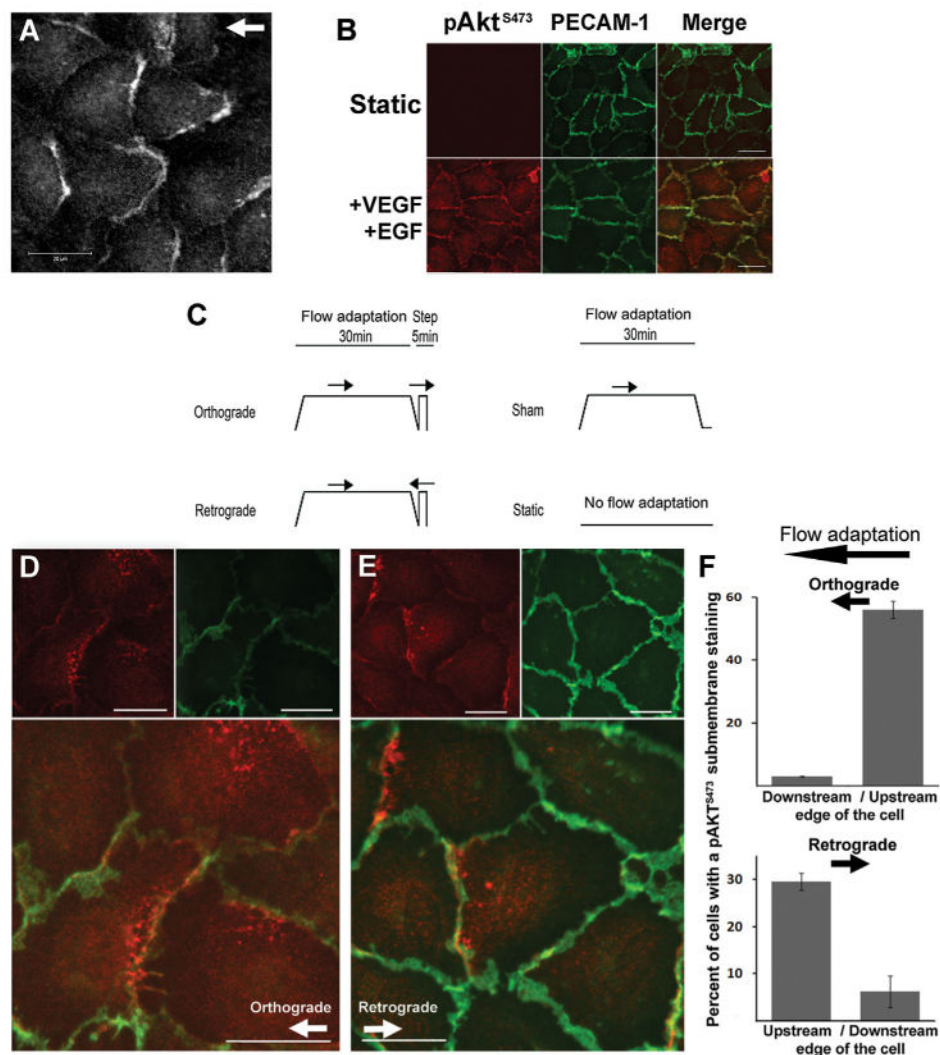 A
20 µm
B
pAkt S473 PECAM-1 Merge
Static
+VEGF
+EGF
C
Flow adaptation Step
30min 5min
Orthograde
Retrograde
Flow adaptation
30min
Sham
Static
No flow adaptation
D
Orthograde
E
Retrograde
F
Flow adaptation
Percent of cells with a pAKT S473 submembrane staining
Orthograde
60
40
20
Downstream / Upstream
edge of the cell
Retrograde
30
20
10
Upstream / Downstream
edge of the cell